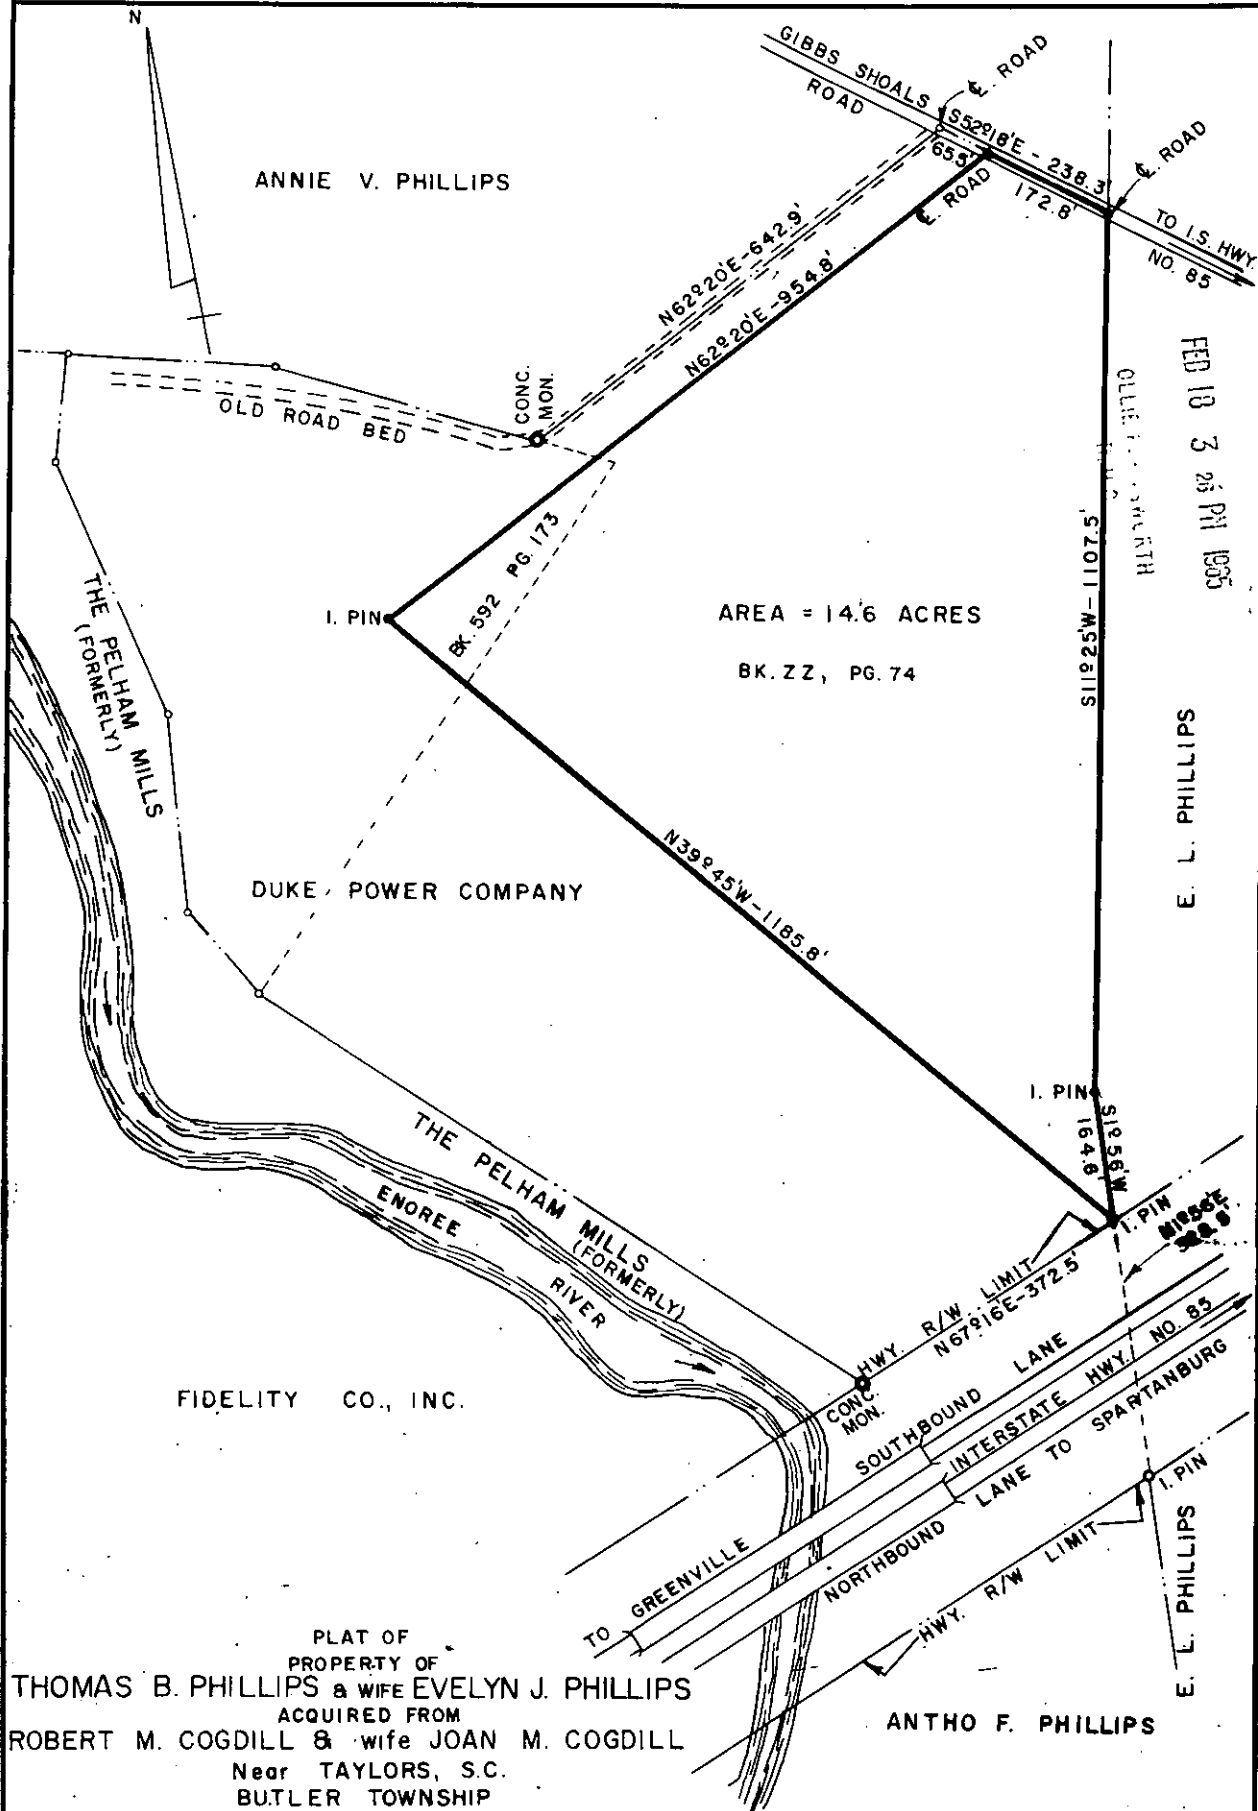 N
GIBBS SHOALS
ROAD
℄ ROAD
S52°18'E - 238.3'
65.5'
172.8'
℄ ROAD
℄ ROAD
TO I.S. HWY.
NO. 85
ANNIE V. PHILLIPS
N62°20'E-642.9'
N62°20'E-954.8'
OLD ROAD BED
CONC.
MON.
FEB 18 3 26 PM
OLLIE
S11°25'W-1107.5'
BK. 592 PG. 173
I. PIN
AREA = 14.6 ACRES
BK. ZZ, PG. 74
THE PELHAM MILLS
(FORMERLY)
E. L. PHILLIPS
N39°45'W-1185.8'
DUKE POWER COMPANY
I. PIN
S1°56'W
164.6'
THE PELHAM MILLS
(FORMERLY)
ENOREE
RIVER
I. PIN
N1°56'E
HWY. R/W LIMIT
N67°16E-372.5'
CONC.
MON.
SOUTHBOUND LANE
INTERSTATE HWY. NO. 85
NORTHBOUND LANE TO SPARTANBURG
TO GREENVILLE
FIDELITY CO., INC.
I. PIN
HWY. R/W LIMIT
E. L. PHILLIPS
ANTHO F. PHILLIPS
PLAT OF
PROPERTY OF
THOMAS B. PHILLIPS & WIFE EVELYN J. PHILLIPS
ACQUIRED FROM
ROBERT M. COGDILL & wife JOAN M. COGDILL
Near TAYLORS, S.C.
BUTLER TOWNSHIP